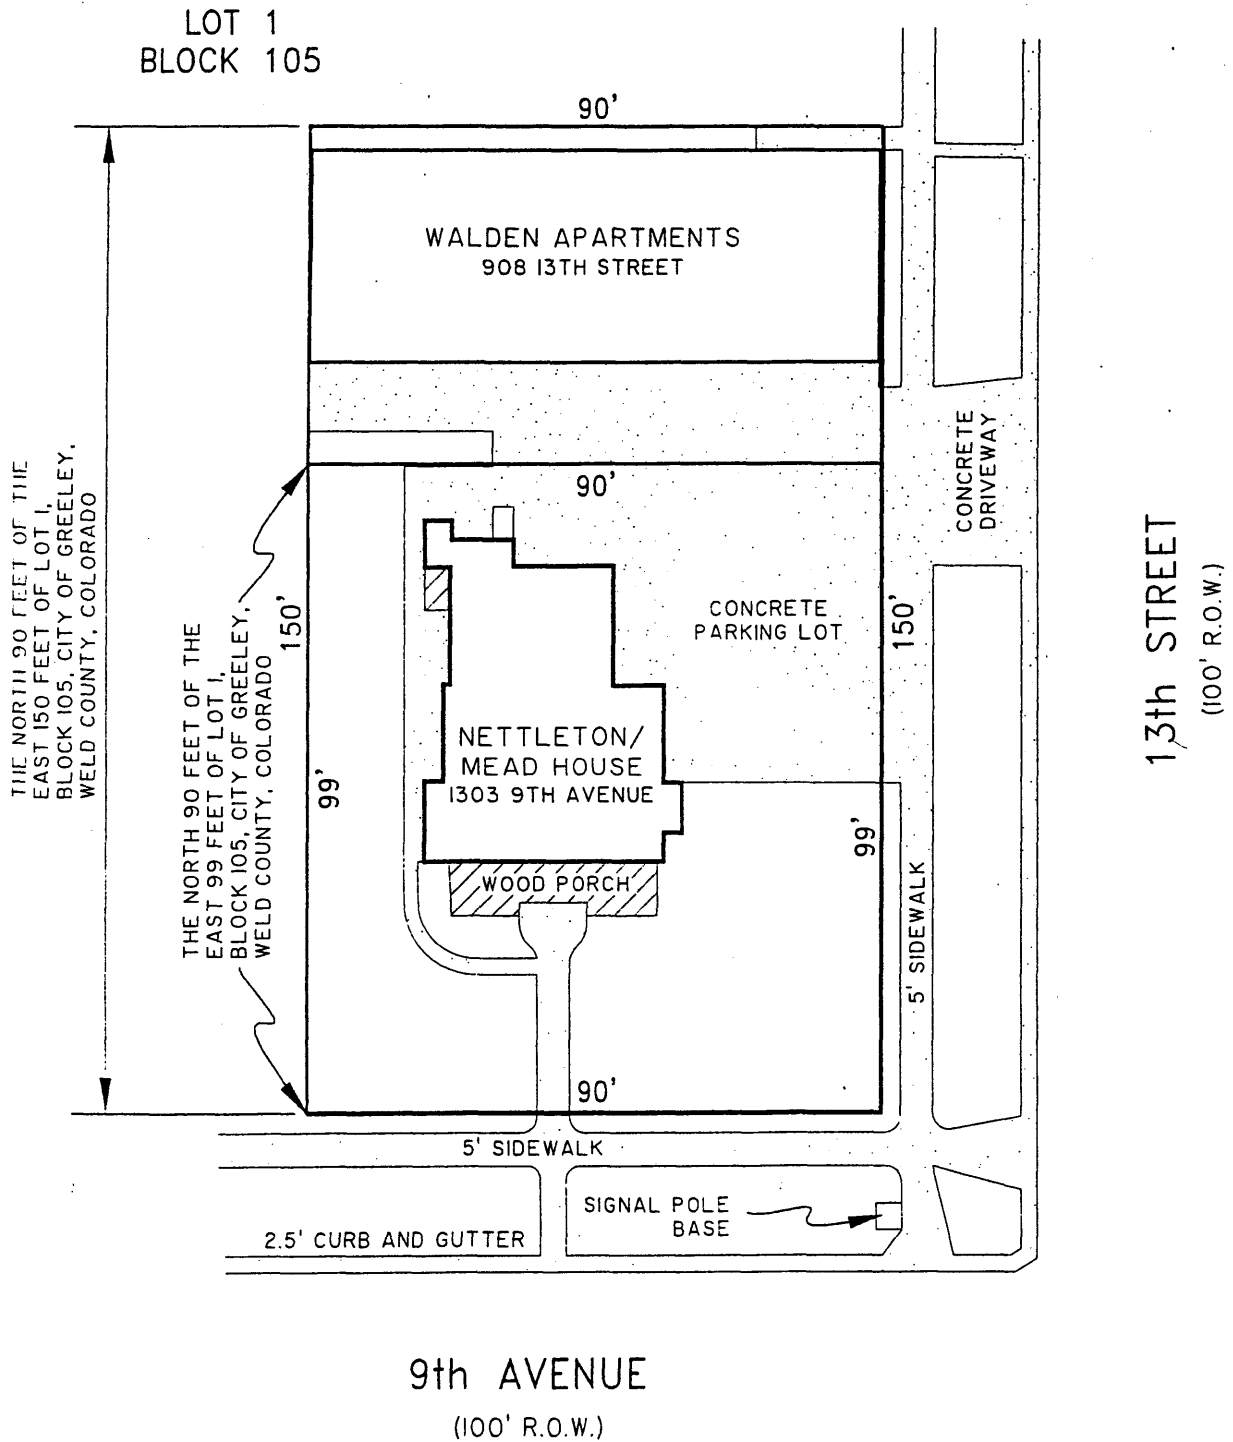 LOT 1
BLOCK 105
90'
WALDEN APARTMENTS
908 13TH STREET
90'
CONCRETE
DRIVEWAY
CONCRETE
PARKING LOT
150'
150'
THE NORTH 90 FEET OF THE
EAST 150 FEET OF LOT 1,
BLOCK 105, CITY OF GREELEY,
WELD COUNTY, COLORADO
THE NORTH 90 FEET OF THE
EAST 99 FEET OF LOT 1,
BLOCK 105, CITY OF GREELEY,
WELD COUNTY, COLORADO
99'
NETTLETON/
MEAD HOUSE
1303 9TH AVENUE
99'
WOOD PORCH
5' SIDEWALK
90'
5' SIDEWALK
SIGNAL POLE
BASE
2.5' CURB AND GUTTER
13th STREET
(100' R.O.W.)
9th AVENUE
(100' R.O.W.)